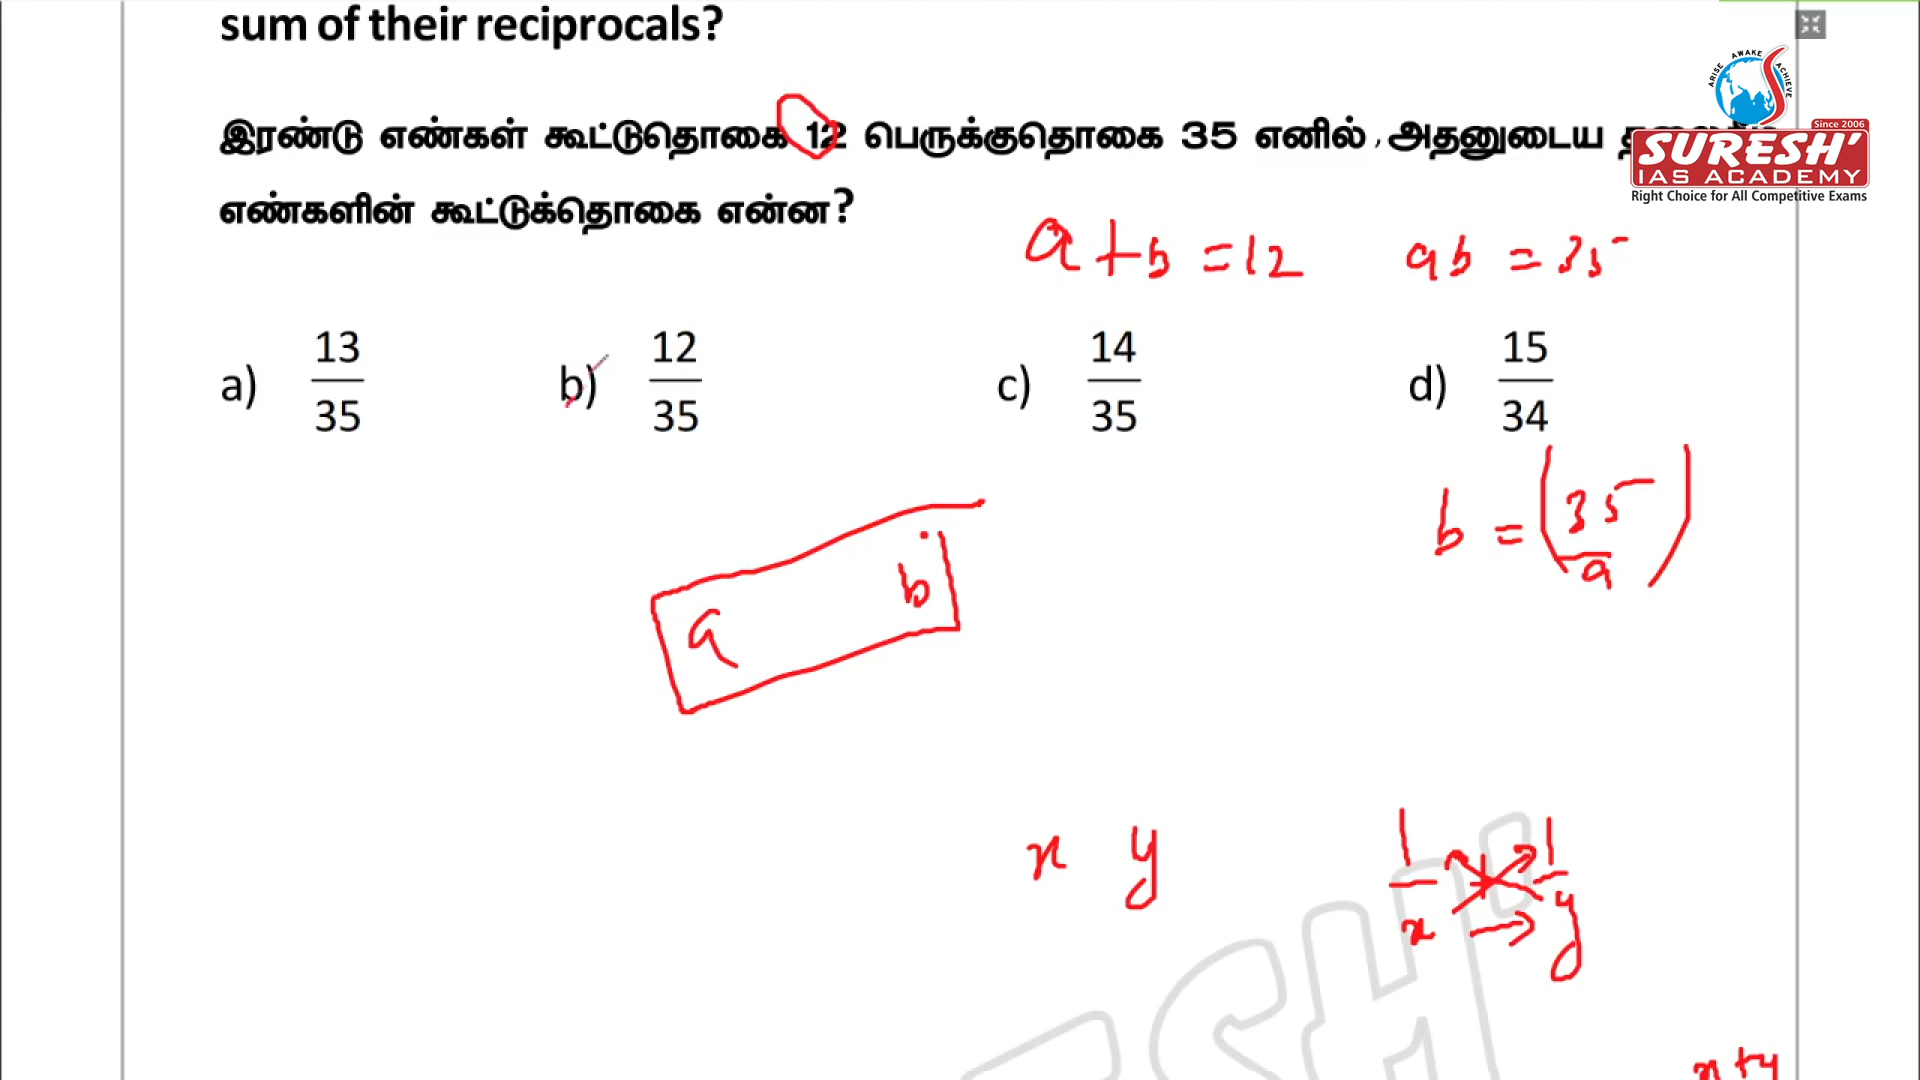 sum of their reciprocals?
ARISE AWAKE ACHIEVE
Since 2006
இரண்டு எண்கள் கூட்டுதொகை 12 பெருக்குதொகை 35 எனில், அதனுடைய
SURESH'
IAS ACADEMY
Right Choice for All Competitive Exams
எண்களின் கூட்டுக்தொகை என்ன?
a + b = 12 ab = 35
a) 13/35 b) 12/35 c) 14/35 d) 15/34
b = (35/a)
a b
x y 1/x + 1/y
x + y